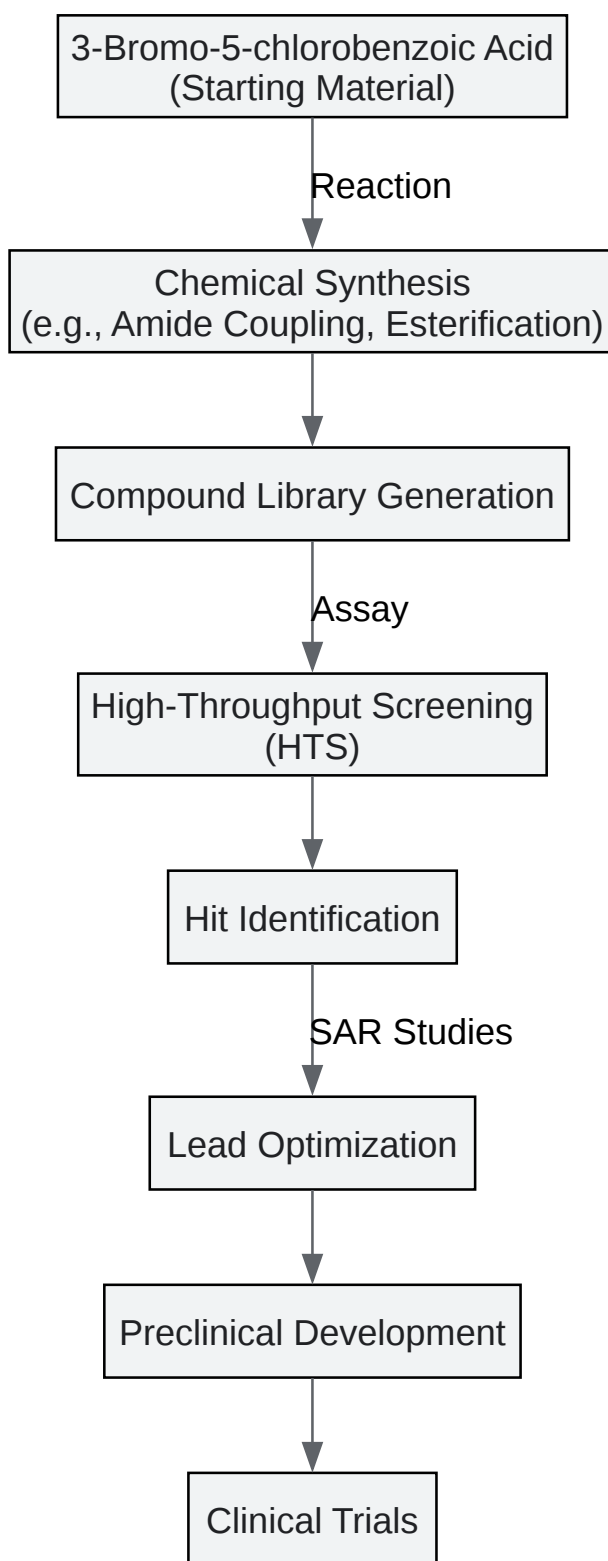 3-Bromo-5-chlorobenzoic Acid
(Starting Material)
Reaction
Chemical Synthesis
(e.g., Amide Coupling, Esterification)
Compound Library Generation
Assay
High-Throughput Screening
(HTS)
Hit Identification
SAR Studies
Lead Optimization
Preclinical Development
Clinical Trials